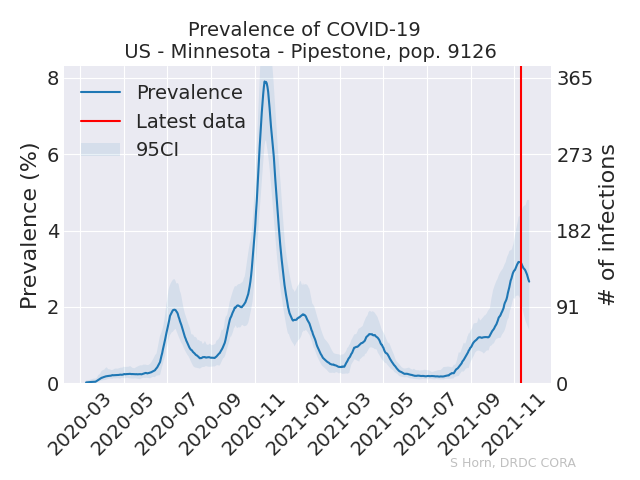 Prevalence of COVID-19
US - Minnesota - Pipestone, pop. 9126
Prevalence
Latest data
95CI
Prevalence (%)
8
6
4
2
0
# of infections
365
273
182
91
0
2020-03
2020-05
2020-07
2020-09
2020-11
2021-01
2021-03
2021-05
2021-07
2021-09
2021-11
S Horn, DRDC CORA